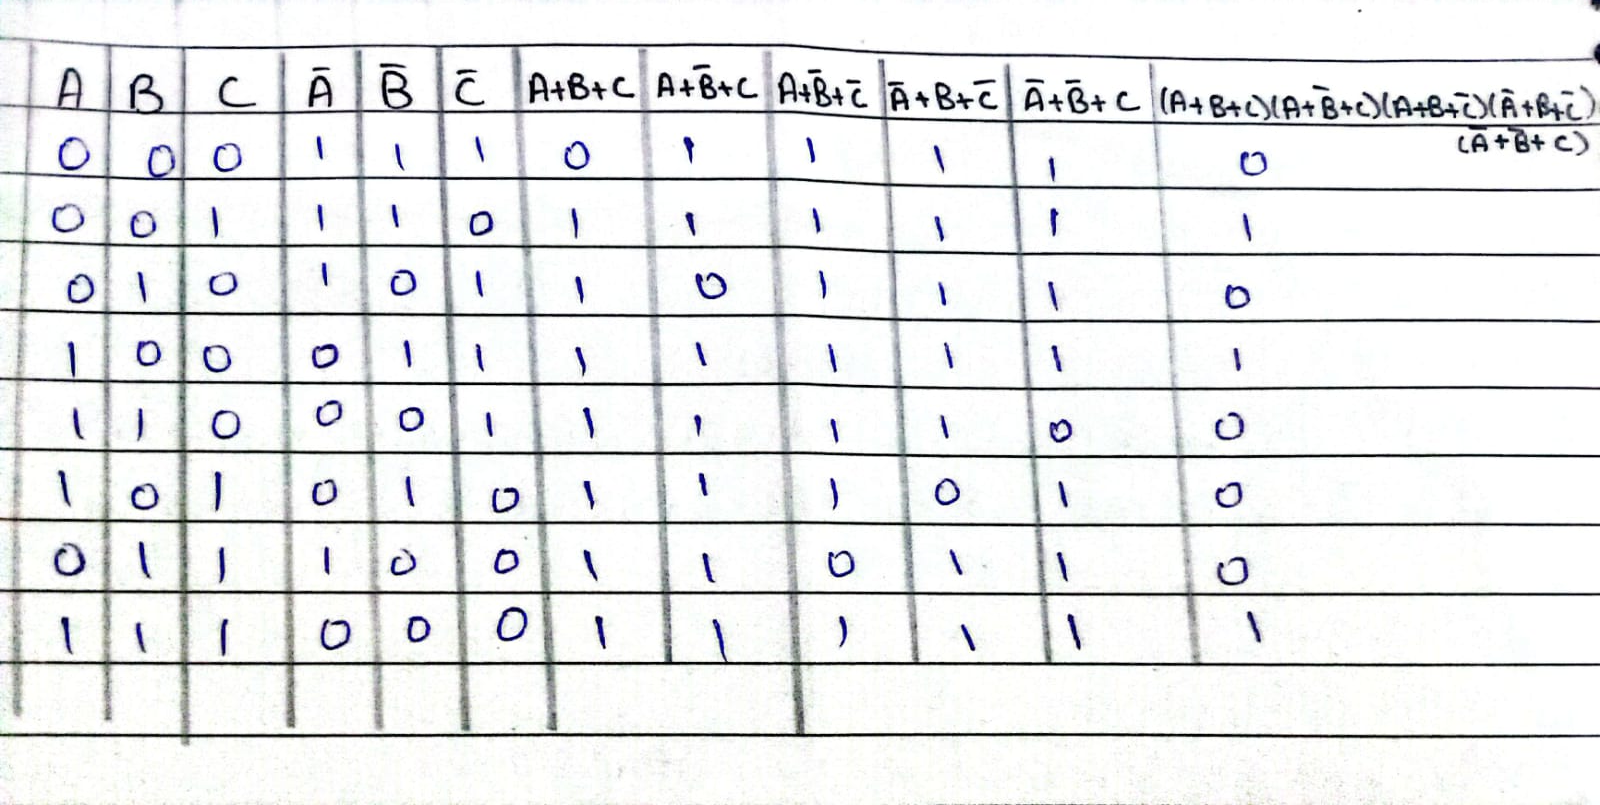 A B C Ā B̄ C̄ A+B+C A+B̄+C A+B̄+C̄ Ā+B+C̄ Ā+B̄+C (A+B+C)(A+B̄+C)(A+B+C̄)(Ā+B+C̄)
(Ā+B̄+C)
0 0 0 1 1 1 0 1 1 1 1 0
0 0 1 1 1 0 1 1 1 1 1 1
0 1 0 1 0 1 1 0 1 1 1 0
1 0 0 0 1 1 1 1 1 1 1 1
1 1 0 0 0 1 1 1 1 1 0 0
1 0 1 0 1 0 1 1 1 0 1 0
0 1 1 1 0 0 1 1 0 1 1 0
1 1 1 0 0 0 1 1 1 1 1 1